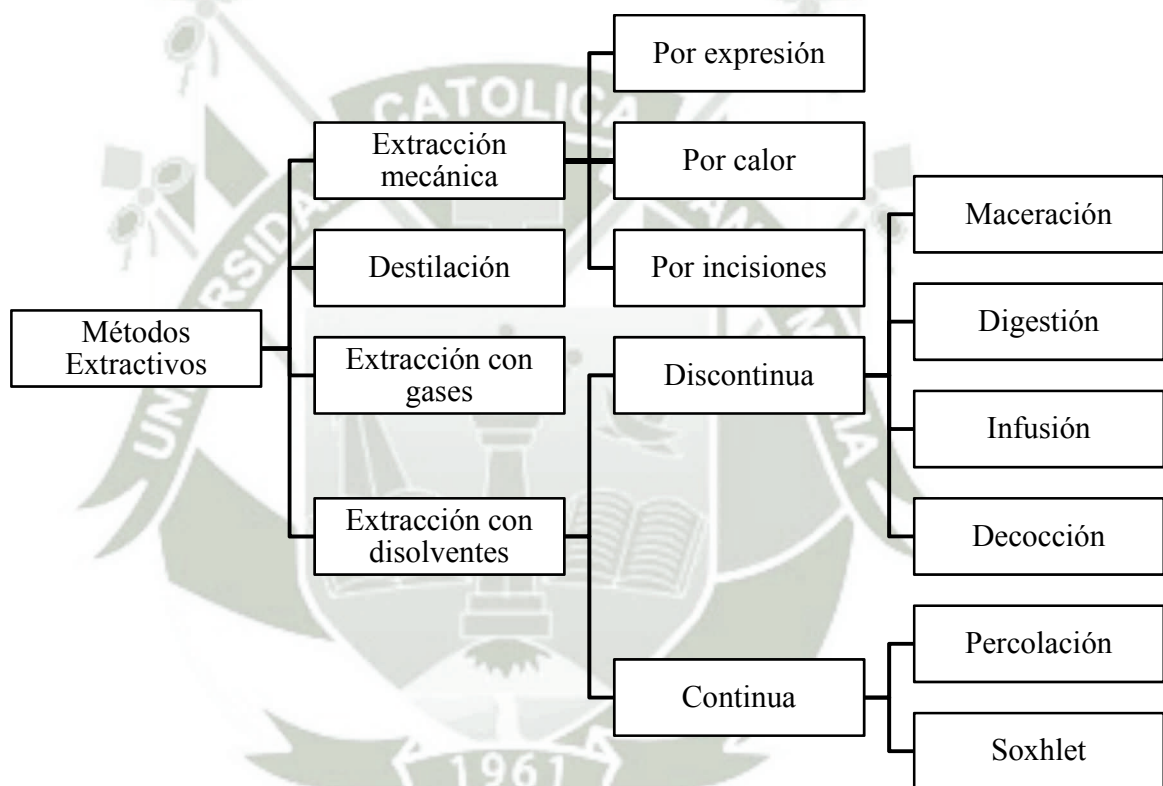 Métodos
Extractivos
Extracción
mecánica
Por expresión
Por calor
Por incisiones
Destilación
Extracción con
gases
Extracción con
disolventes
Discontinua
Maceración
Digestión
Infusión
Decocción
Continua
Percolación
Soxhlet
CATOLICA
1961